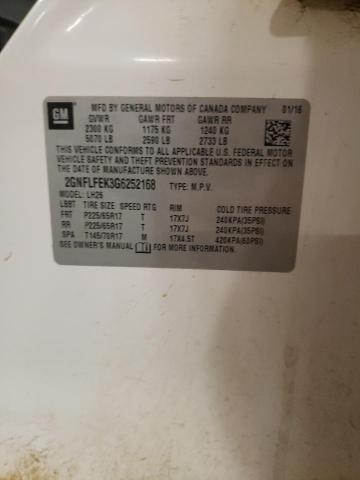 GM
MFD BY GENERAL MOTORS OF CANADA COMPANY 01/16
GVWR GAWR FRT GAWR RR
2300 KG 1175 KG 1240 KG
5070 LB 2590 LB 2733 LB
THIS VEHICLE CONFORMS TO ALL APPLICABLE U.S. FEDERAL MOTOR
VEHICLE SAFETY AND THEFT PREVENTION STANDARDS IN EFFECT ON
THE DATE OF MANUFACTURE SHOWN ABOVE.
2GNFLFEK3G6252168 TYPE: M.P.V.
MODEL: LH26
LBBT TIRE SIZE SPEED RTG RIM COLD TIRE PRESSURE
FRT P225/65R17 T 17X7J 240KPA(35PSI)
RR P225/65R17 T 17X7J 240KPA(35PSI)
SPA T145/70R17 M 17X4.5T 420KPA(60PSI)
SEE OWNER'S MANUAL FOR MORE INFORMATION.